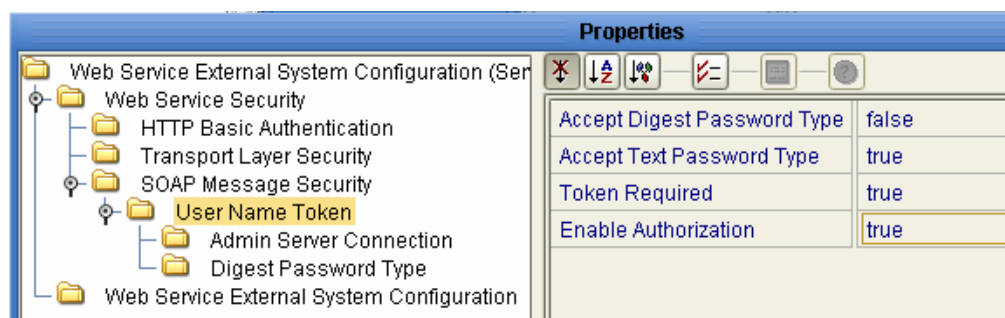 Properties
Web Service External System Configuration (Ser
Web Service Security
HTTP Basic Authentication
Transport Layer Security
SOAP Message Security
User Name Token
Admin Server Connection
Digest Password Type
Web Service External System Configuration
Accept Digest Password Type false
Accept Text Password Type true
Token Required true
Enable Authorization true